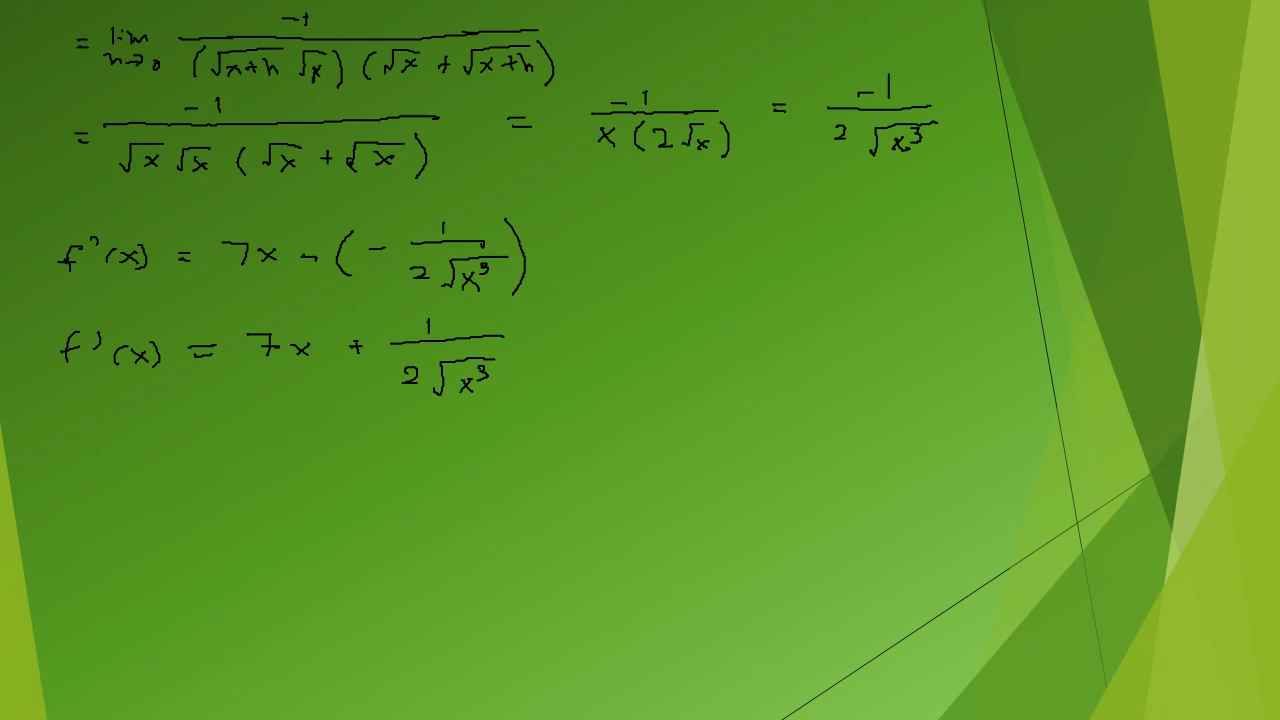 = lim h→0 -1 / (√x+h √x) (√x + √x+h)
= -1 / √x √x (√x + √x) = -1 / x (2√x) = -1 / 2 √x³
f'(x) = 7x - (- 1 / 2 √x³)
f'(x) = 7x + 1 / 2 √x³